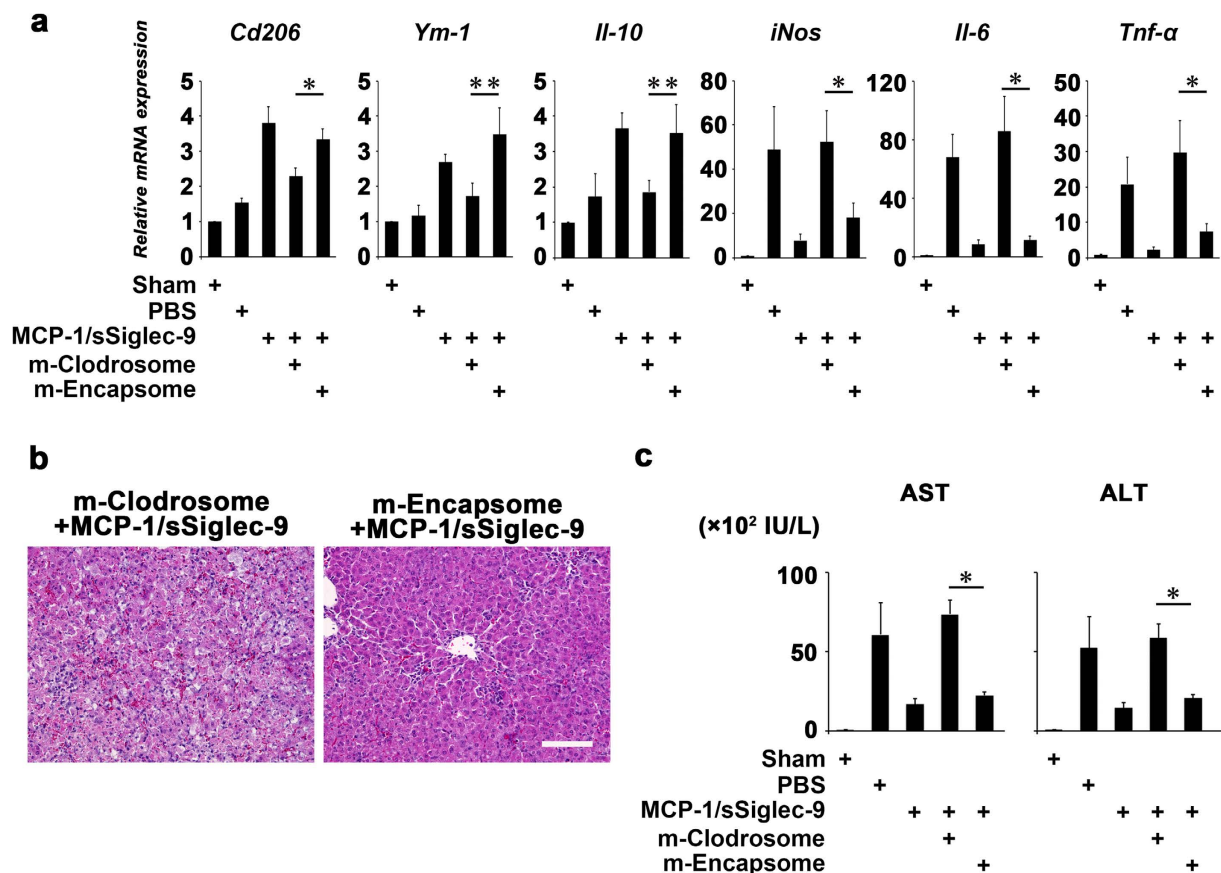 a
Cd206 Ym-1 Il-10 iNos Il-6 Tnf-α
Relative mRNA expression
5 5 5 80 120 50
4 4 4 60 80 40
3 3 3 40 40 30
2 2 2 20 0 20
1 1 1 0 10
0 0 0 0
* ** ** * * *
Sham + + + + + +
PBS + + + + + +
MCP-1/sSiglec-9 + + + + + + + + + + + + + + + + + +
m-Clodrosome + + + + + +
m-Encapsome + + + + + +
b
m-Clodrosome
+MCP-1/sSiglec-9
m-Encapsome
+MCP-1/sSiglec-9
c
AST ALT
(×10² IU/L)
100
50
0
* *
Sham + +
PBS + +
MCP-1/sSiglec-9 + + + + + +
m-Clodrosome + +
m-Encapsome + +